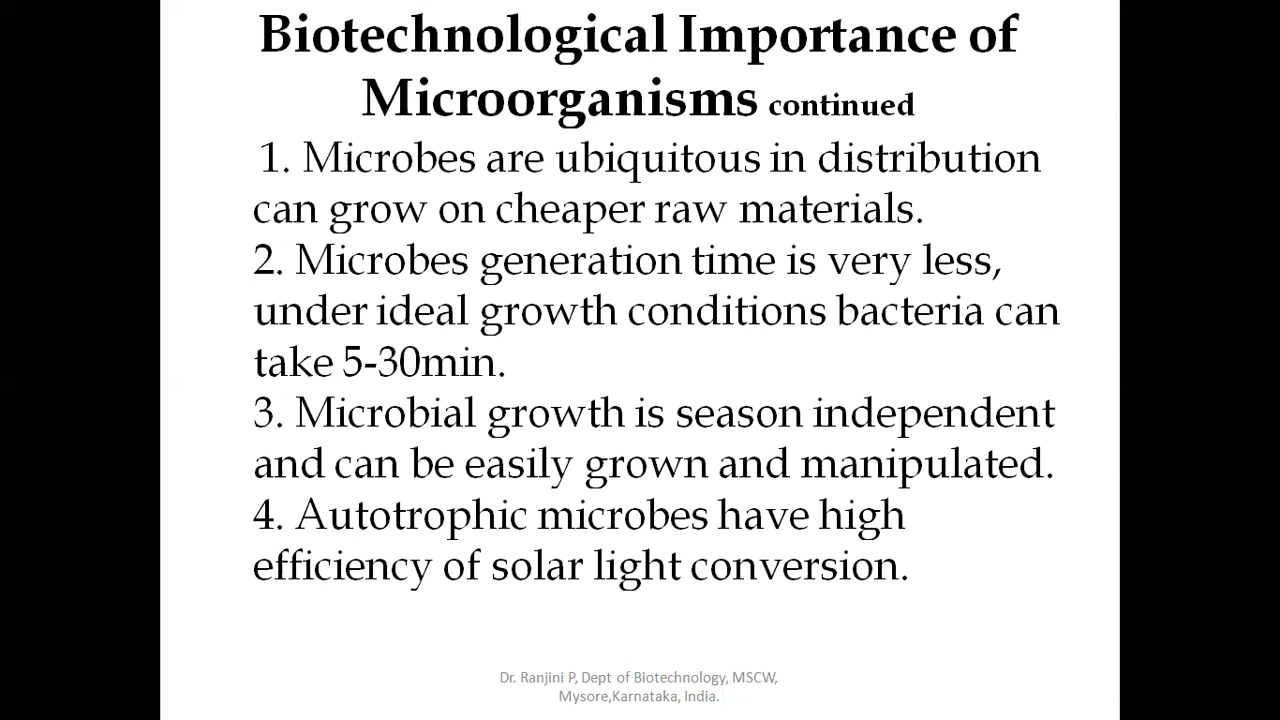 Biotechnological Importance of
Microorganisms continued
1. Microbes are ubiquitous in distribution
can grow on cheaper raw materials.
2. Microbes generation time is very less,
under ideal growth conditions bacteria can
take 5-30min.
3. Microbial growth is season independent
and can be easily grown and manipulated.
4. Autotrophic microbes have high
efficiency of solar light conversion.
Dr. Ranjini P, Dept of Biotechnology, MSCW,
Mysore,Karnataka, India.